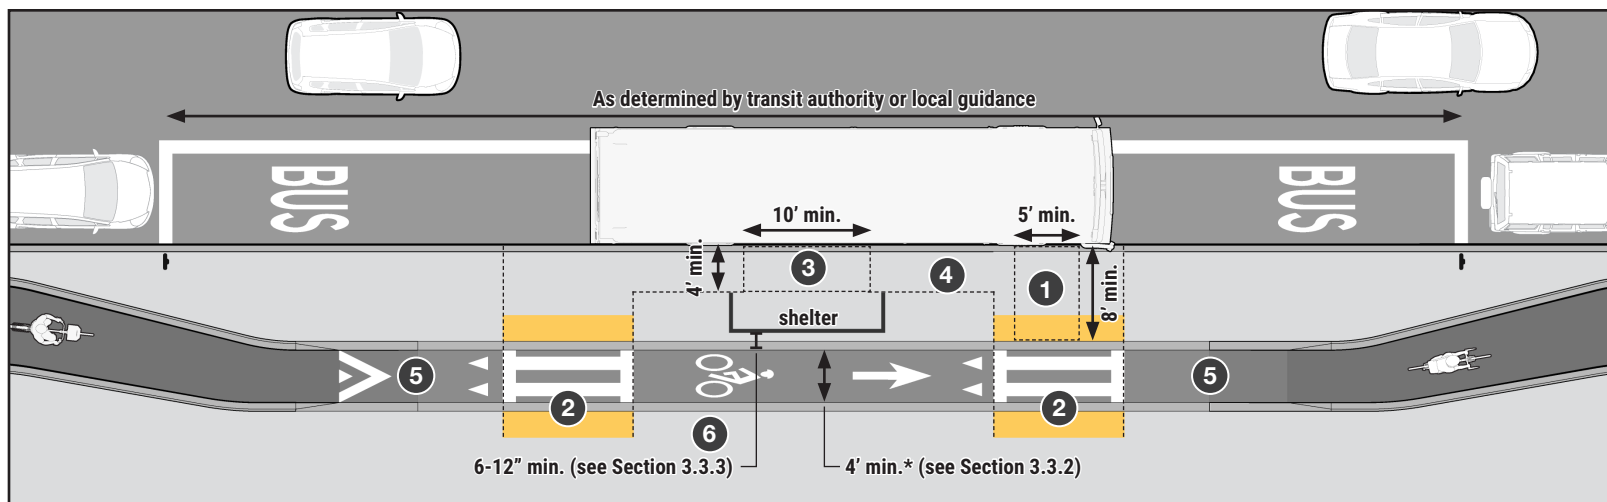 As determined by transit authority or local guidance
BUS
BUS
10’ min.
5’ min.
4’ min.
3
4
1
8’ min.
shelter
5
5
2
2
6
6-12” min. (see Section 3.3.3)
4’ min.* (see Section 3.3.2)